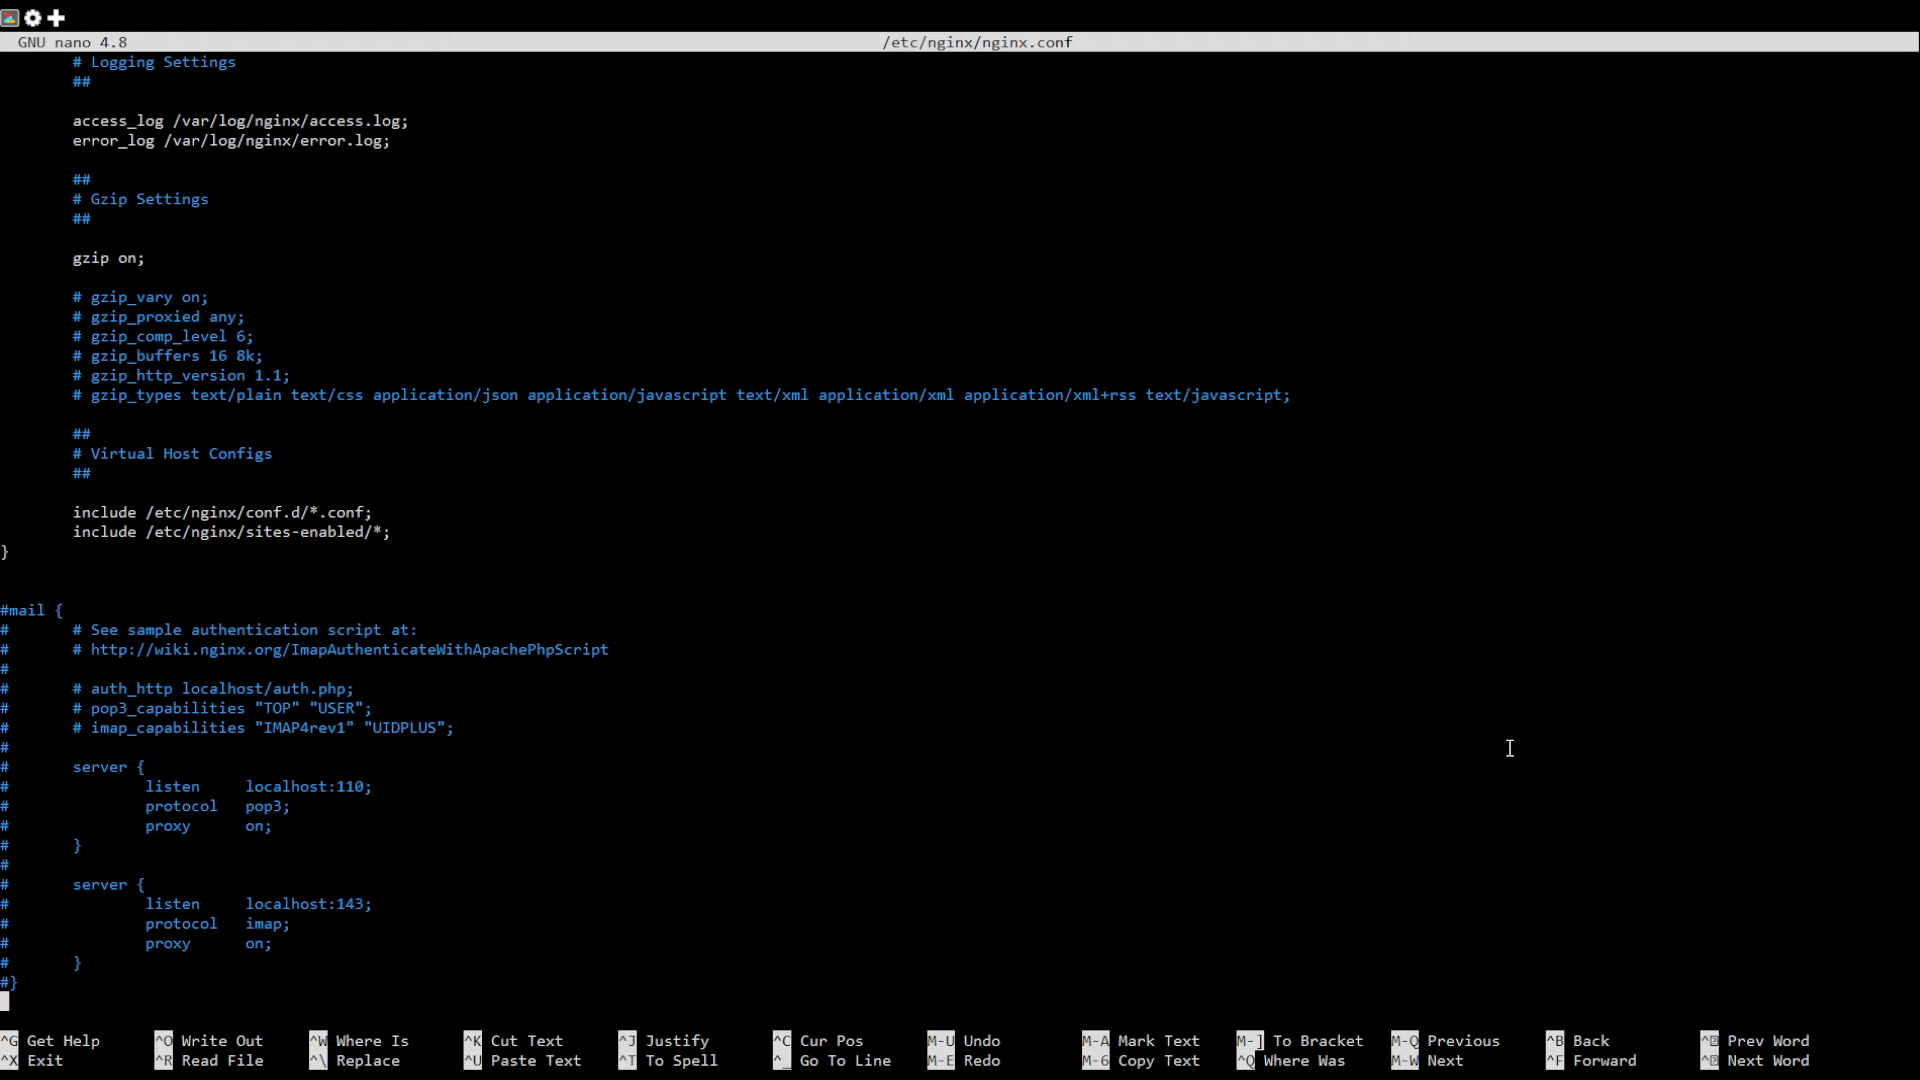 GNU nano 4.8 /etc/nginx/nginx.conf
# Logging Settings
##
access_log /var/log/nginx/access.log;
error_log /var/log/nginx/error.log;
##
# Gzip Settings
##
gzip on;
# gzip_vary on;
# gzip_proxied any;
# gzip_comp_level 6;
# gzip_buffers 16 8k;
# gzip_http_version 1.1;
# gzip_types text/plain text/css application/json application/javascript text/xml application/xml application/xml+rss text/javascript;
##
# Virtual Host Configs
##
include /etc/nginx/conf.d/*.conf;
include /etc/nginx/sites-enabled/*;
}
#mail {
# # See sample authentication script at:
# # http://wiki.nginx.org/ImapAuthenticateWithApachePhpScript
#
# # auth_http localhost/auth.php;
# # pop3_capabilities "TOP" "USER";
# # imap_capabilities "IMAP4rev1" "UIDPLUS";
#
# server {
# listen localhost:110;
# protocol pop3;
# proxy on;
# }
#
# server {
# listen localhost:143;
# protocol imap;
# proxy on;
# }
#}
^G Get Help ^O Write Out ^W Where Is ^K Cut Text ^J Justify ^C Cur Pos M-U Undo M-A Mark Text M-] To Bracket M-Q Previous ^B Back ^ Prev Word
^X Exit ^R Read File ^\ Replace ^U Paste Text ^T To Spell ^_ Go To Line M-E Redo M-6 Copy Text ^Q Where Was M-W Next ^F Forward ^ Next Word